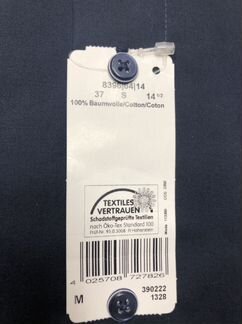 8396|64|14
37 S 14 1/2
100% Baumwolle/Cotton/Coton
TEXTILES
VERTRAUEN
Schadstoffgeprüfte Textilien
nach Öko-Tex Standard 100
4 025708 727826
M 390222
1328